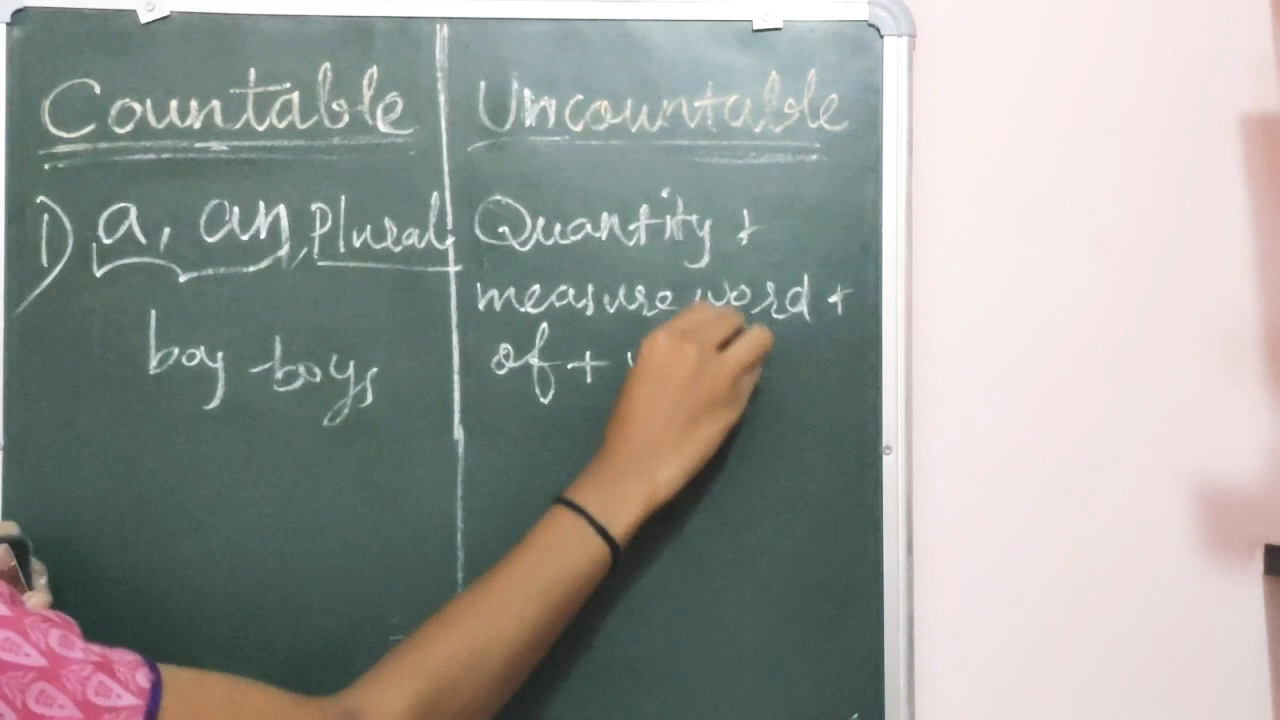 Countable
1) a, an, Plural
boy boys
Uncountable
Quantity +
measure word +
of +